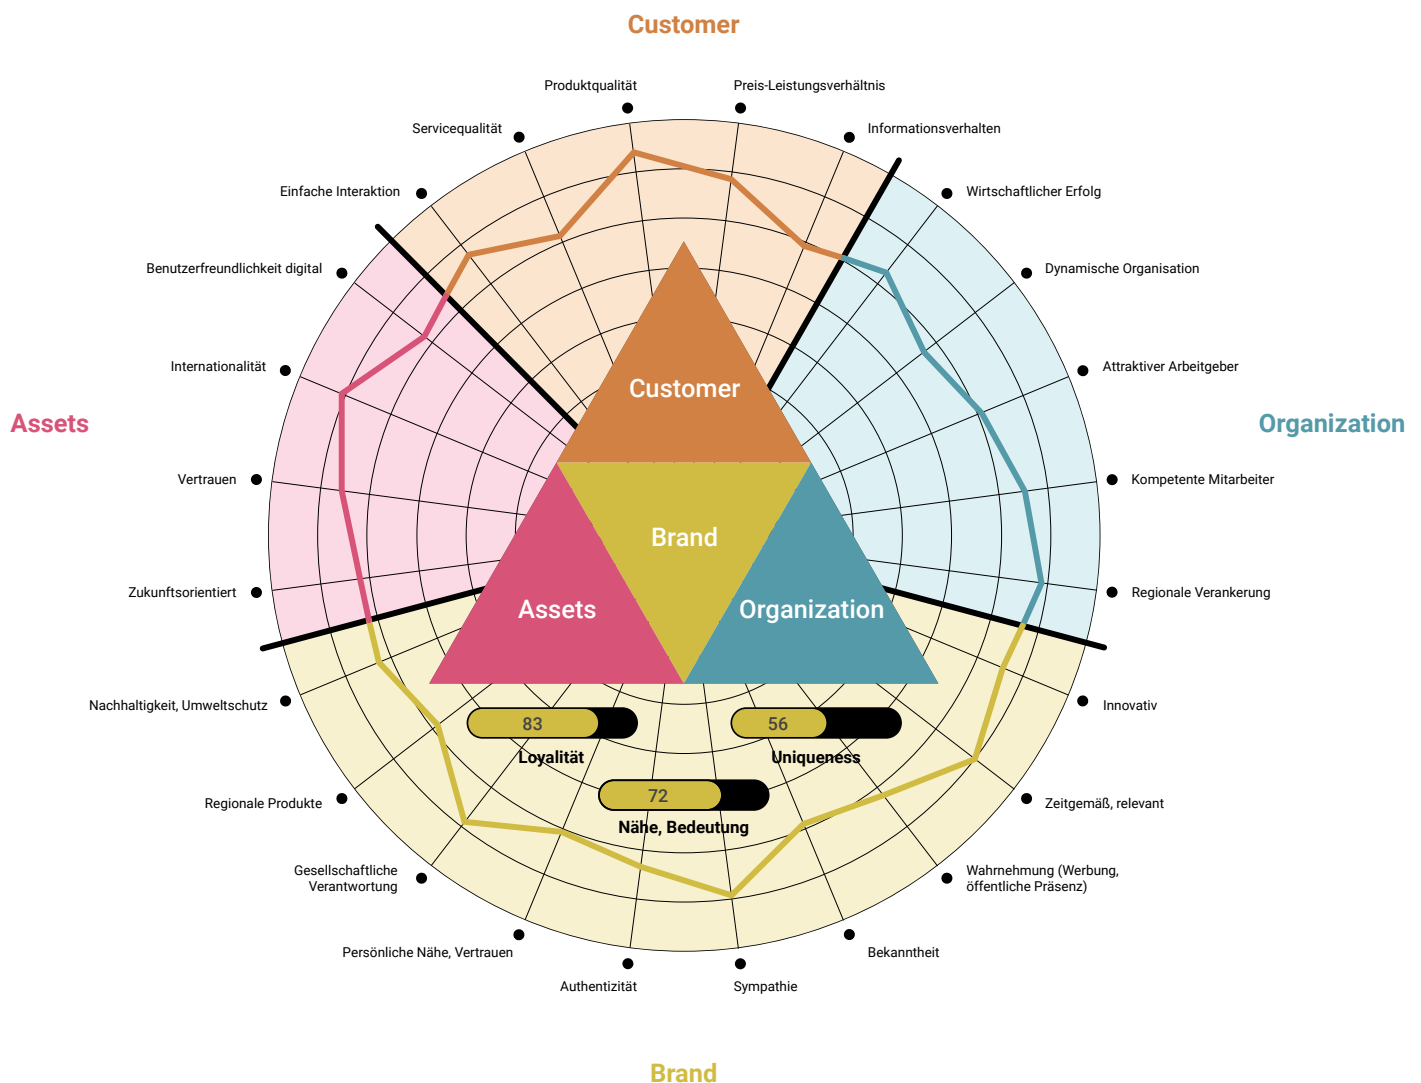 Customer
Produktqualität
Preis-Leistungsverhältnis
Servicequalität
Informationsverhalten
Einfache Interaktion
Wirtschaftlicher Erfolg
Benutzerfreundlichkeit digital
Dynamische Organisation
Internationalität
Attraktiver Arbeitgeber
Customer
Assets
Organization
Vertrauen
Kompetente Mitarbeiter
Brand
Zukunftsorientiert
Regionale Verankerung
Assets
Organization
Nachhaltigkeit, Umweltschutz
Innovativ
83
56
Loyalität
Uniqueness
Regionale Produkte
72
Zeitgemäß, relevant
Nähe, Bedeutung
Gesellschaftliche
Verantwortung
Wahrnehmung (Werbung,
öffentliche Präsenz)
Persönliche Nähe, Vertrauen
Bekanntheit
Authentizität
Sympathie
Brand